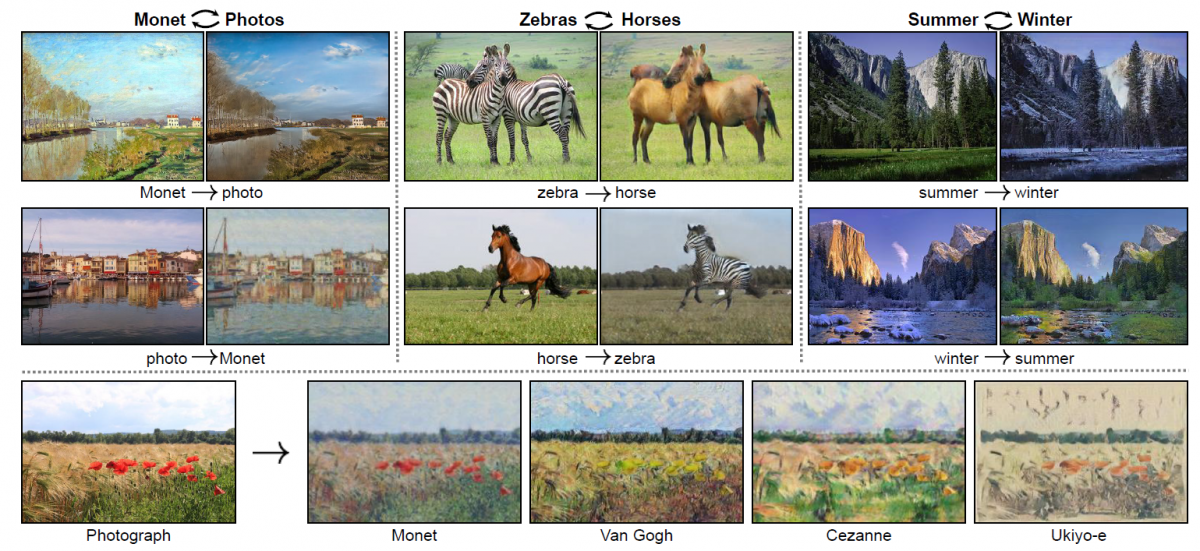 Monet Photos
Zebras Horses
Summer Winter
Monet → photo
zebra → horse
summer → winter
photo → Monet
horse → zebra
winter → summer
Photograph
Monet
Van Gogh
Cezanne
Ukiyo-e